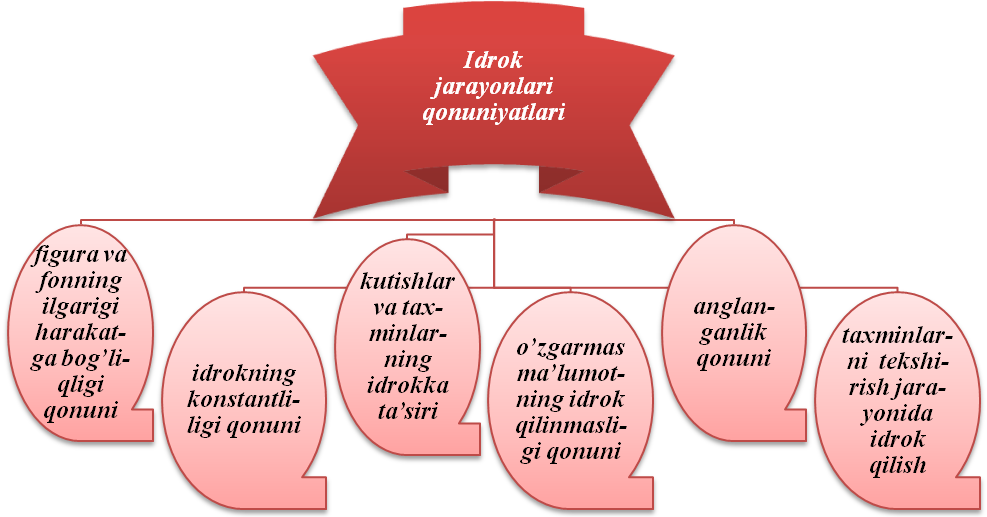 Idrok
jarayonlari
qonuniyatlari
figura va
fonning
ilgarigi
harakat-
ga bog’li-
qligi
qonuni
idrokning
konstantli-
ligi qonuni
kutishlar
va tax-
minlar-
ning
idrokka
ta’siri
o’zgarmas
ma’lumot-
ning idrok
qilinmasli-
gi qonuni
anglan-
ganlik
qonuni
taxminlar-
ni tekshi-
rish jara-
yonida
idrok
qilish